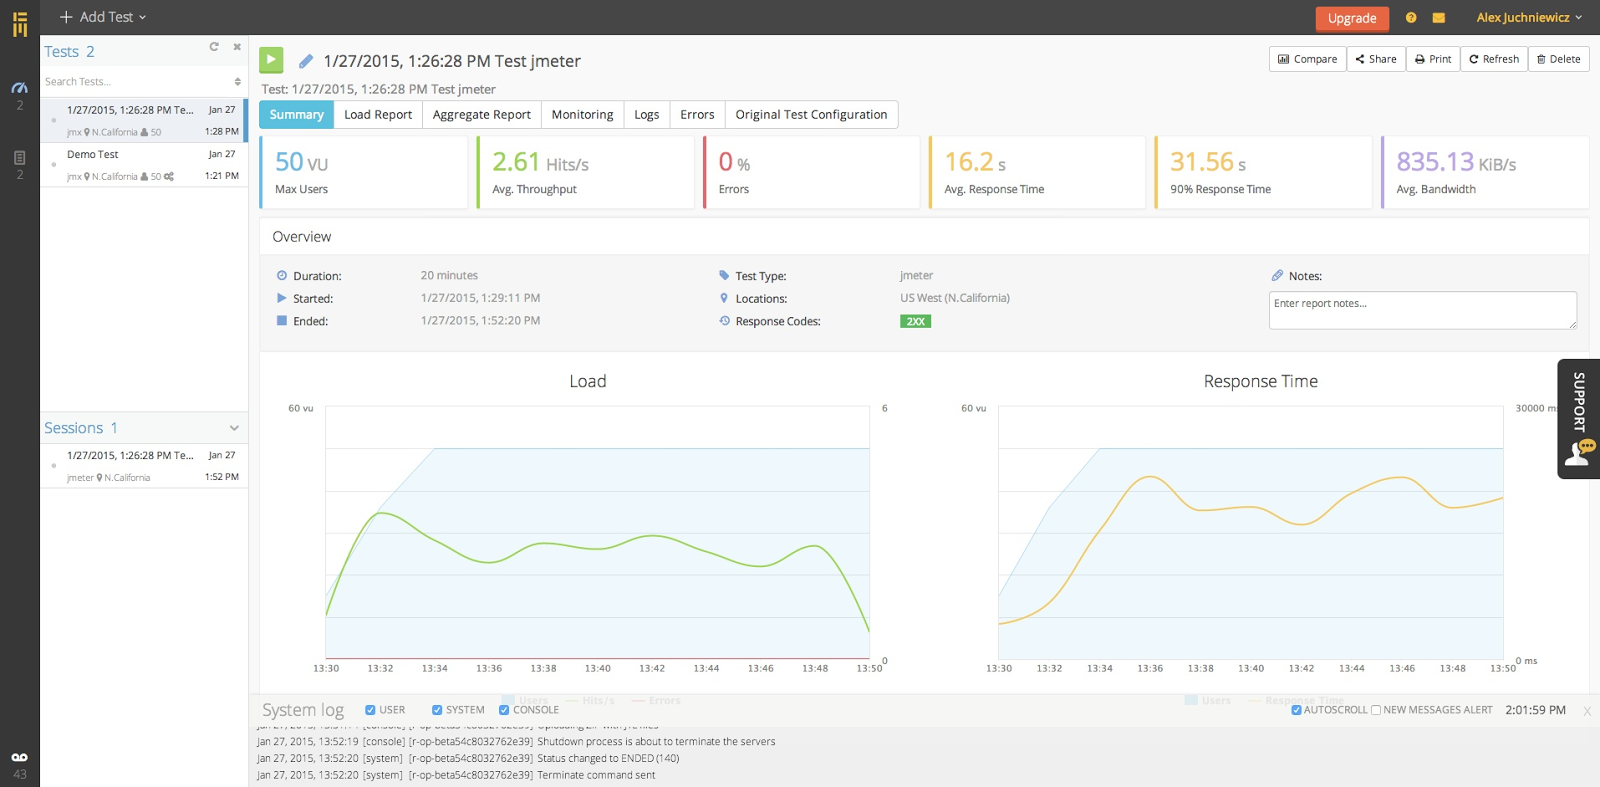 Add Test
Upgrade
?
Alex Juchniewicz
2
2
43
Tests 2
Search Tests...
1/27/2015, 1:26:28 PM Te... Jan 27
jmx N.California 50 1:28 PM
Demo Test Jan 27
jmx N.California 50 1:21 PM
Sessions 1
1/27/2015, 1:26:28 PM Te... Jan 27
jmeter N.California 1:52 PM
1/27/2015, 1:26:28 PM Test jmeter
Compare Share Print Refresh Delete
Test: 1/27/2015, 1:26:28 PM Test jmeter
Summary Load Report Aggregate Report Monitoring Logs Errors Original Test Configuration
50 VU
Max Users
2.61 Hits/s
Avg. Throughput
0 %
Errors
16.2 s
Avg. Response Time
31.56 s
90% Response Time
835.13 KiB/s
Avg. Bandwidth
Overview
Duration: 20 minutes
Started: 1/27/2015, 1:29:11 PM
Ended: 1/27/2015, 1:52:20 PM
Test Type: jmeter
Locations: US West (N.California)
Response Codes: 2XX
Notes:
Enter report notes...
SUPPORT
Load
60 vu 6
0
13:30 13:32 13:34 13:36 13:38 13:40 13:42 13:44 13:46 13:48 13:50
Users Hits/s Errors
Response Time
60 vu 30000 ms
0 ms
13:30 13:32 13:34 13:36 13:38 13:40 13:42 13:44 13:46 13:48 13:50
Users Response Time
System log USER SYSTEM CONSOLE AUTOSCROLL NEW MESSAGES ALERT 2:01:59 PM X
Jan 27, 2015, [console] [r-op-beta54c8032762e39]
Jan 27, 2015, 13:52:19 [console] [r-op-beta54c8032762e39] Shutdown process is about to terminate the servers
Jan 27, 2015, 13:52:20 [system] [r-op-beta54c8032762e39] Status changed to ENDED (140)
Jan 27, 2015, 13:52:20 [system] [r-op-beta54c8032762e39] Terminate command sent